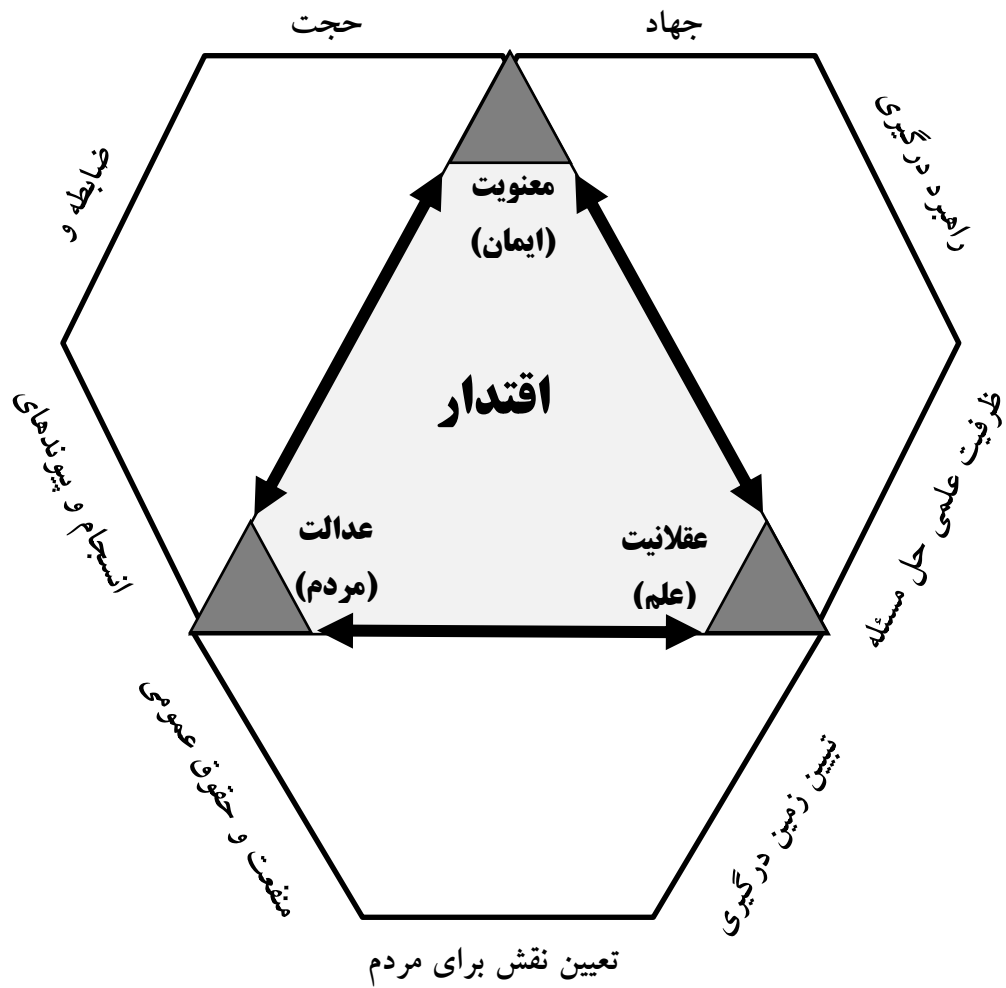 جهاد
حجت
راهبرد درگیری
ضابطه و
معنویت
(ایمان)
اقتدار
ظرفیت علمی حل مسئله
انسجام و پیوندهای
عقلانیت
(علم)
عدالت
(مردم)
تبیین زمین درگیری
منفعت و حقوق عمومی
تعیین نقش برای مردم